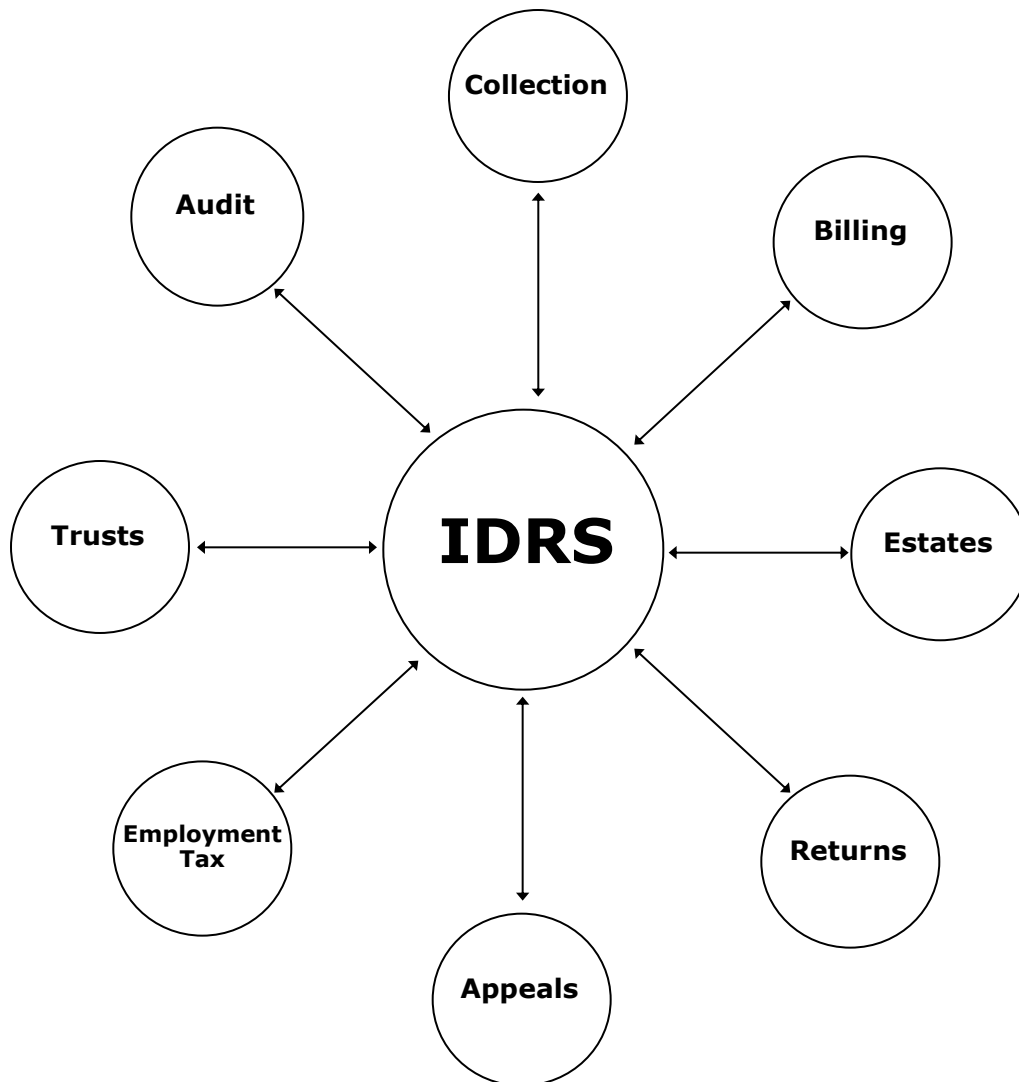 Collection
Audit
Billing
IDRS
Trusts
Estates
Employment
Tax
Returns
Appeals